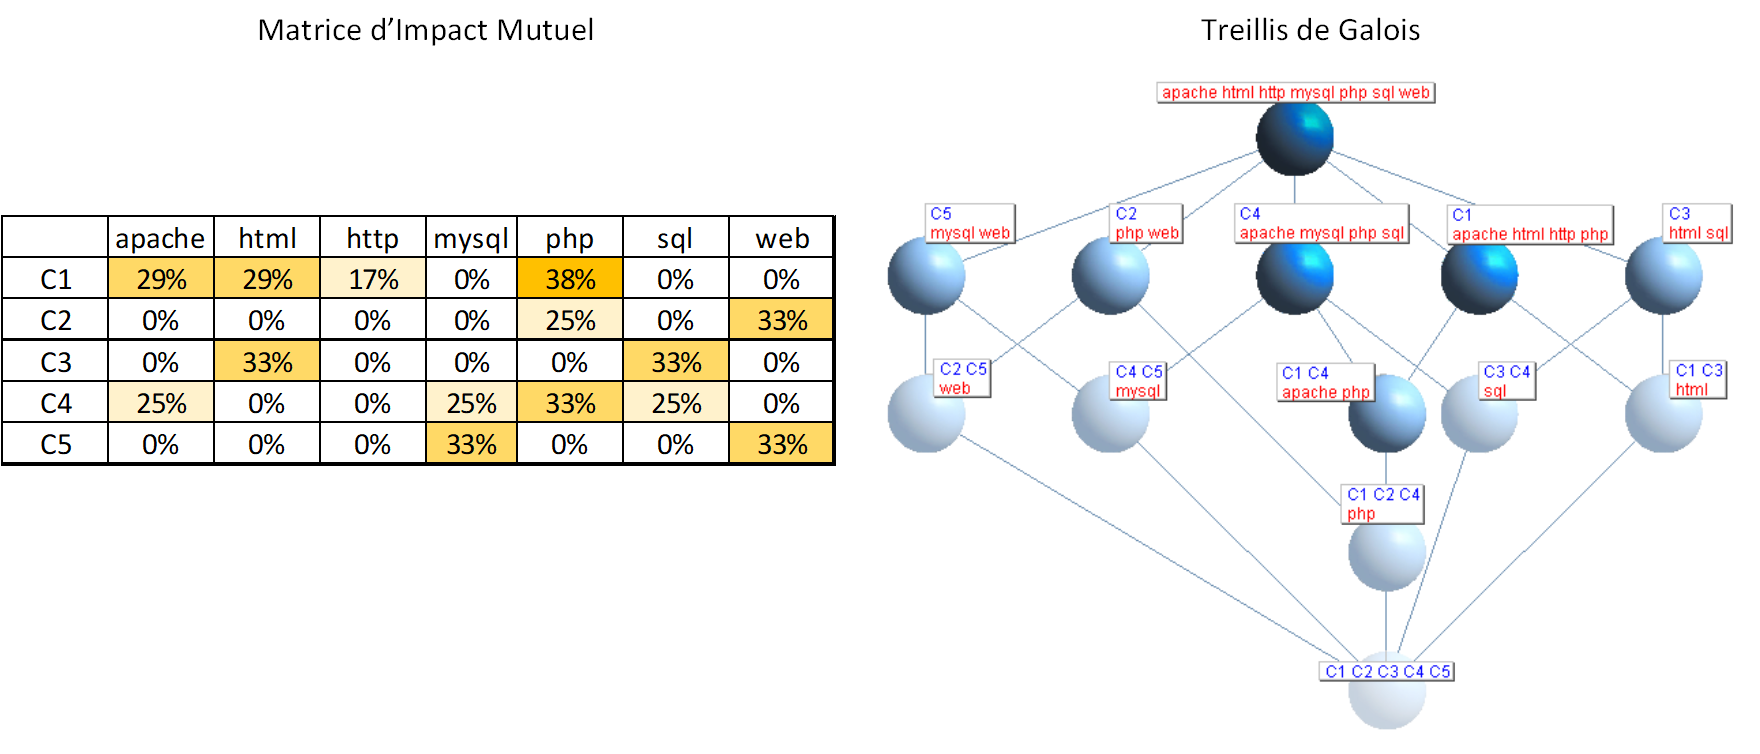 Matrice d’Impact Mutuel
apache html http mysql php sql web
C1 29% 29% 17% 0% 38% 0% 0%
C2 0% 0% 0% 0% 25% 0% 33%
C3 0% 33% 0% 0% 0% 33% 0%
C4 25% 0% 0% 25% 33% 25% 0%
C5 0% 0% 0% 33% 0% 0% 33%
Treillis de Galois
apache html http mysql php sql web
C5
mysql web
C2
php web
C4
apache mysql php sql
C1
apache html http php
C3
html sql
C2 C5
web
C4 C5
mysql
C1 C4
apache php
C3 C4
sql
C1 C3
html
C1 C2 C4
php
C1 C2 C3 C4 C5